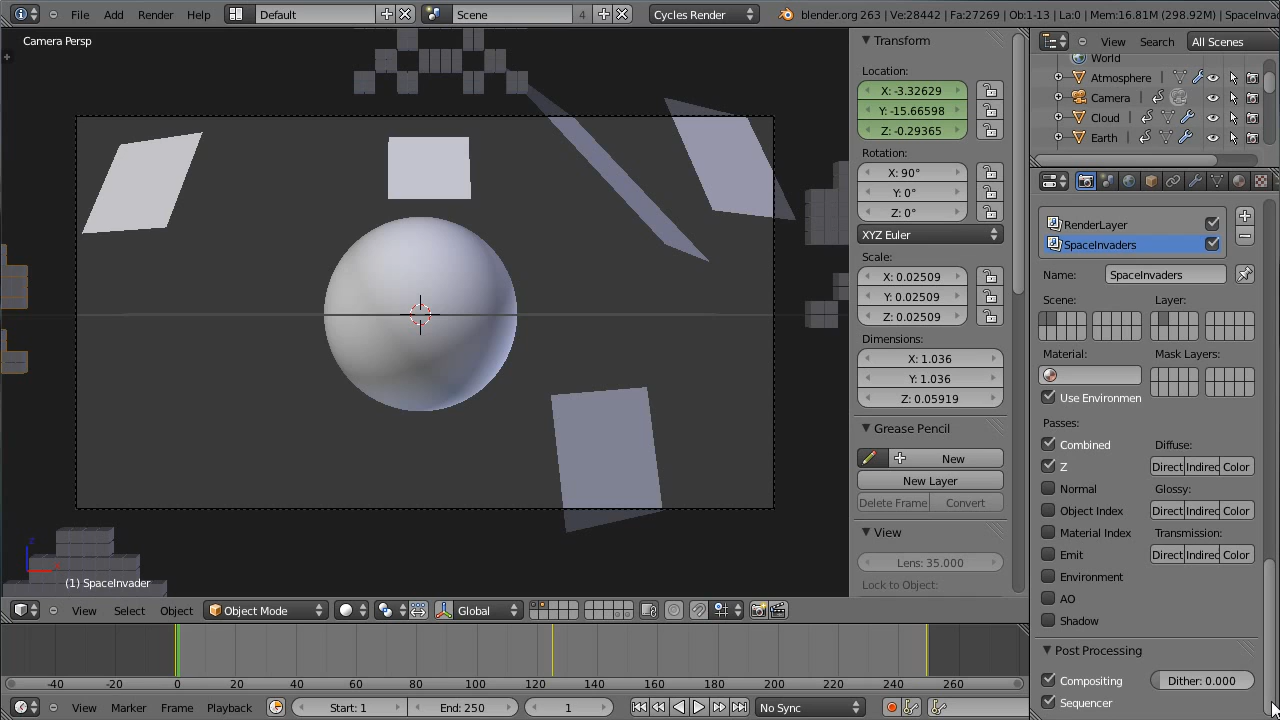 File Add Render Help Default Scene 4 Cycles Render blender.org 263 | Ve:28442 | Fa:27269 | Ob:1-13 | La:0 | Mem:16.81M (298.92M) | SpaceInva
Camera Persp
Transform
Location:
X: -3.32629
Y: -15.66598
Z: -0.29365
Rotation:
X: 90°
Y: 0°
Z: 0°
XYZ Euler
Scale:
X: 0.02509
Y: 0.02509
Z: 0.02509
Dimensions:
X: 1.036
Y: 1.036
Z: 0.05919
Grease Pencil
New
New Layer
Delete Frame Convert
View
Lens: 35.000
Lock to Object:
View Search All Scenes
World
Atmosphere
Camera
Cloud
Earth
RenderLayer
SpaceInvaders
Name: SpaceInvaders
Scene: Layer:
Material: Mask Layers:
Use Environmen
Passes:
Combined Diffuse:
Z Direct Indirec Color
Normal Glossy:
Object Index Direct Indirec Color
Material Index Transmission:
Emit Direct Indirec Color
Environment
AO
Shadow
Post Processing
Compositing Dither: 0.000
Sequencer
z
(1) SpaceInvader
View Select Object Object Mode Global
-40 -20 0 20 40 60 80 100 120 140 160 180 200 220 240 260
View Marker Frame Playback Start: 1 End: 250 1 No Sync